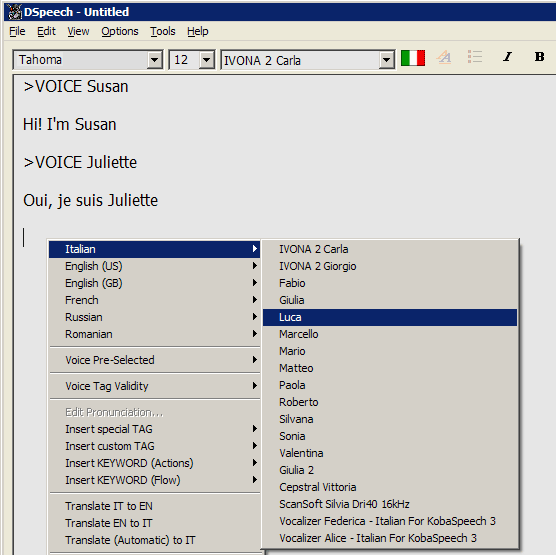 DSpeech - Untitled
File Edit View Options Tools Help
Tahoma 12 IVONA 2 Carla I B
>VOICE Susan
Hi! I'm Susan
>VOICE Juliette
Oui, je suis Juliette
Italian
English (US)
English (GB)
French
Russian
Romanian
Voice Pre-Selected
Voice Tag Validity
Edit Pronunciation...
Insert special TAG
Insert custom TAG
Insert KEYWORD (Actions)
Insert KEYWORD (Flow)
Translate IT to EN
Translate EN to IT
Translate (Automatic) to IT
IVONA 2 Carla
IVONA 2 Giorgio
Fabio
Giulia
Luca
Marcello
Mario
Matteo
Paola
Roberto
Silvana
Sonia
Valentina
Giulia 2
Cepstral Vittoria
ScanSoft Silvia Dri40 16kHz
Vocalizer Federica - Italian For KobaSpeech 3
Vocalizer Alice - Italian For KobaSpeech 3